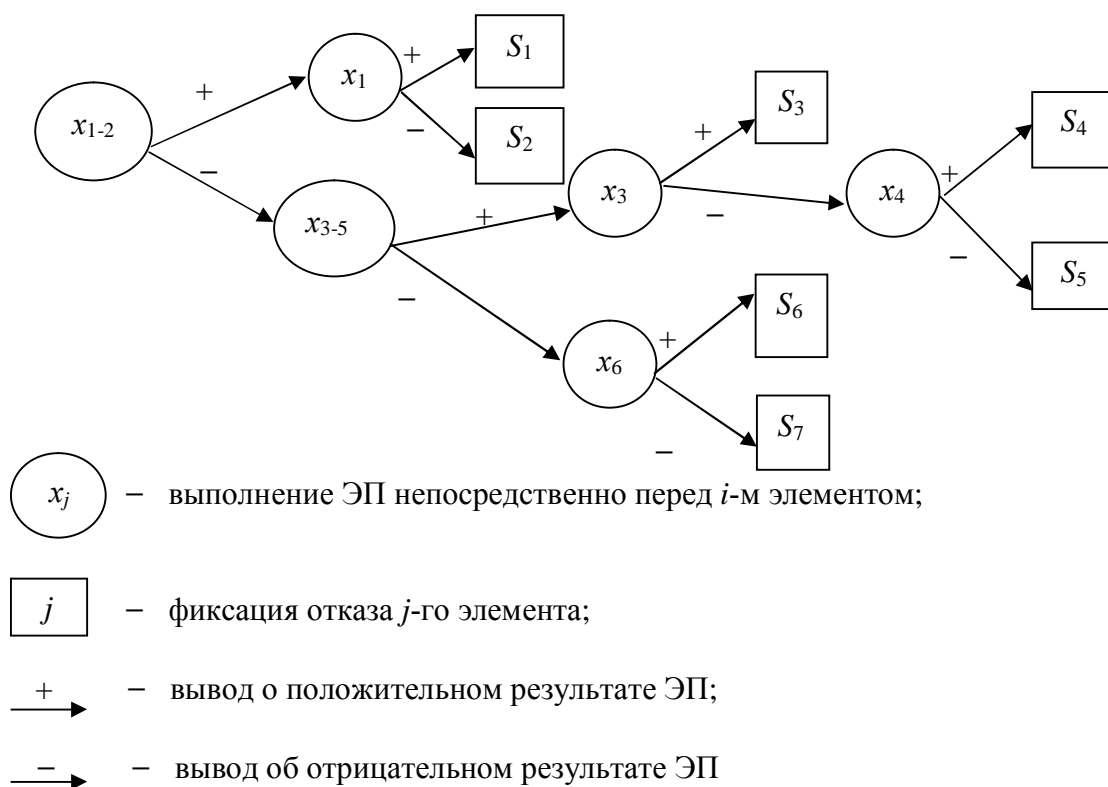 + x1 + S1
x1-2 − S2
− x3-5 + x3 + S3
− x4 + S4
− S5
− x6 + S6
− S7
xj − выполнение ЭП непосредственно перед i-м элементом;
j − фиксация отказа j-го элемента;
+ − вывод о положительном результате ЭП;
− − вывод об отрицательном результате ЭП